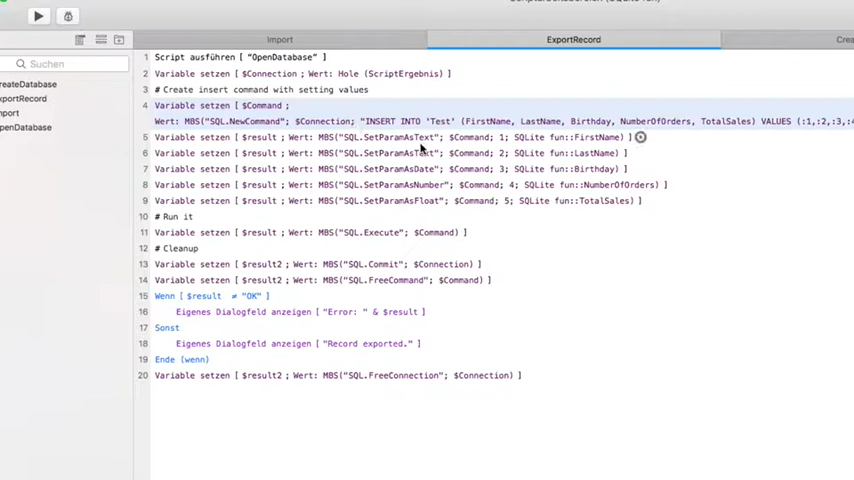 Import
ExportRecord
Crea
Suchen
reateDatabase
xportRecord
mport
penDatabase
1 Script ausführen [ "OpenDatabase" ]
2 Variable setzen [ $Connection ; Wert: Hole (ScriptErgebnis) ]
3 # Create insert command with setting values
4 Variable setzen [ $Command ;
Wert: MBS("SQL.NewCommand"; $Connection; "INSERT INTO 'Test' (FirstName, LastName, Birthday, NumberOfOrders, TotalSales) VALUES (:1,:2,:3,:4
5 Variable setzen [ $result ; Wert: MBS("SQL.SetParamAsText"; $Command; 1; SQLite fun::FirstName) ]
6 Variable setzen [ $result ; Wert: MBS("SQL.SetParamAsText"; $Command; 2; SQLite fun::LastName) ]
7 Variable setzen [ $result ; Wert: MBS("SQL.SetParamAsDate"; $Command; 3; SQLite fun::Birthday) ]
8 Variable setzen [ $result ; Wert: MBS("SQL.SetParamAsNumber"; $Command; 4; SQLite fun::NumberOfOrders) ]
9 Variable setzen [ $result ; Wert: MBS("SQL.SetParamAsFloat"; $Command; 5; SQLite fun::TotalSales) ]
10 # Run it
11 Variable setzen [ $result ; Wert: MBS("SQL.Execute"; $Command) ]
12 # Cleanup
13 Variable setzen [ $result2 ; Wert: MBS("SQL.Commit"; $Connection) ]
14 Variable setzen [ $result2 ; Wert: MBS("SQL.FreeCommand"; $Command) ]
15 Wenn [ $result ≠ "OK" ]
16 Eigenes Dialogfeld anzeigen [ "Error: " & $result ]
17 Sonst
18 Eigenes Dialogfeld anzeigen [ "Record exported." ]
19 Ende (wenn)
20 Variable setzen [ $result2 ; Wert: MBS("SQL.FreeConnection"; $Connection) ]